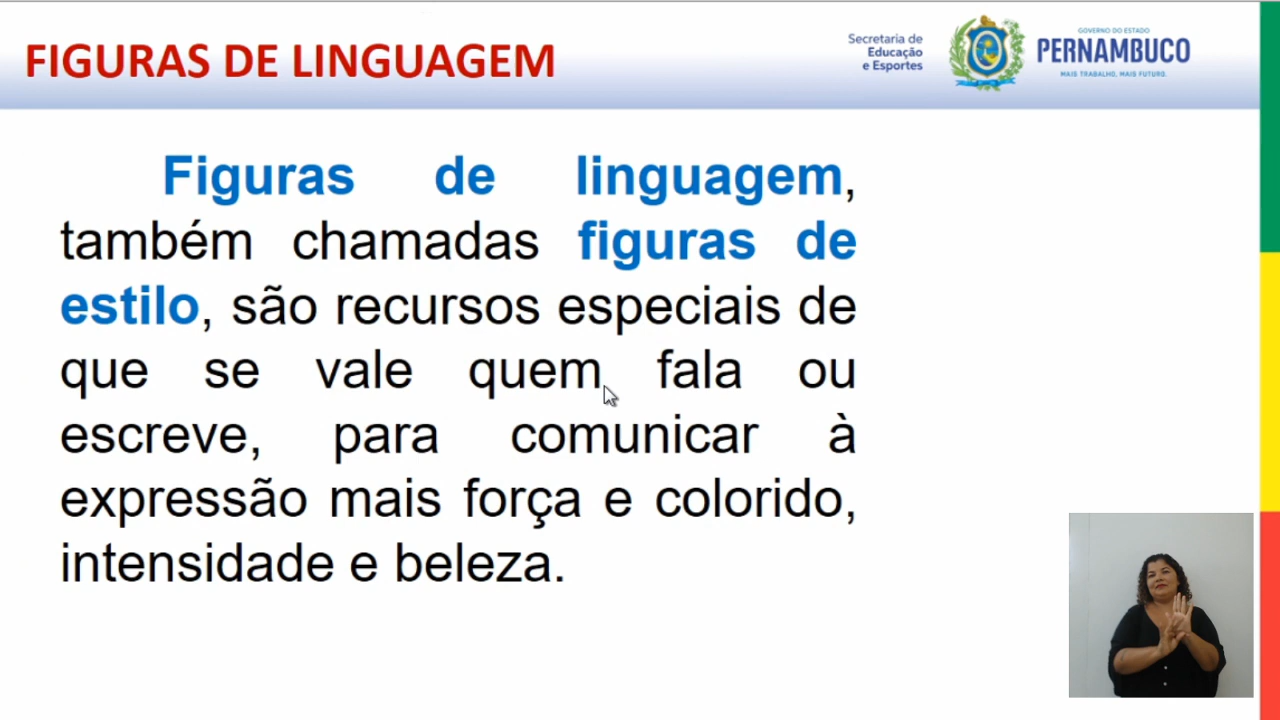 FIGURAS DE LINGUAGEM
Secretaria de
Educação
e Esportes
GOVERNO DO ESTADO
PERNAMBUCO
MAIS TRABALHO, MAIS FUTURO.
Figuras de linguagem,
também chamadas figuras de
estilo, são recursos especiais de
que se vale quem fala ou
escreve, para comunicar à
expressão mais força e colorido,
intensidade e beleza.